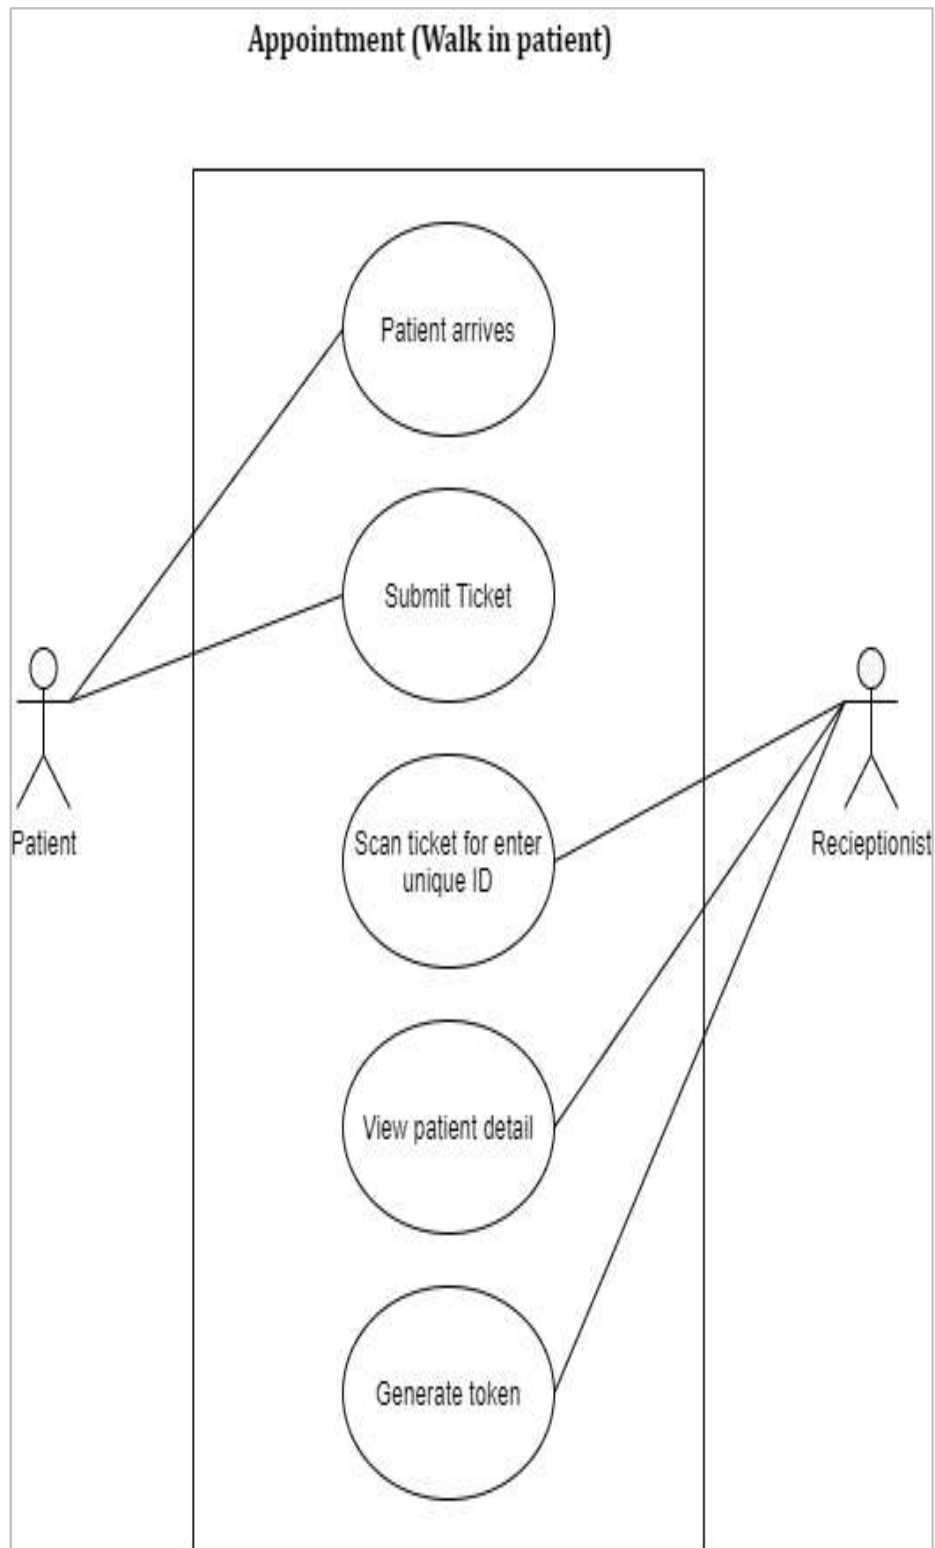 Appointment (Walk in patient)
Patient arrives
Submit Ticket
Patient
Scan ticket for enter
unique ID
Recieptionist
View patient detail
Generate token